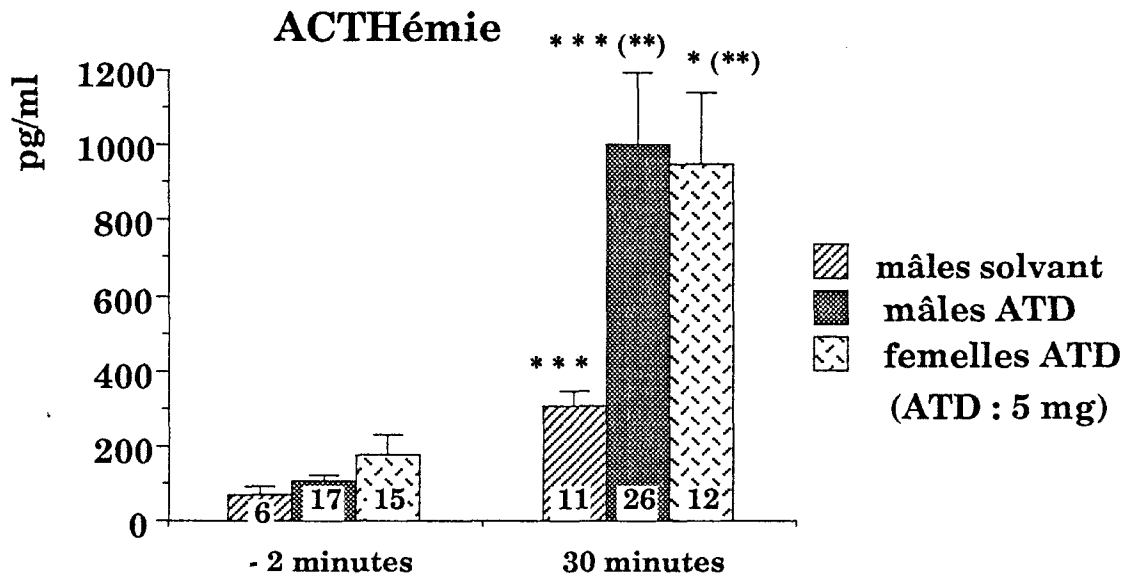 ACTHémie
* * * (**)
* (**)
pg/ml
1200
1000
800
600
400
200
0
* * *
6
17
15
11
26
12
- 2 minutes
30 minutes
mâles solvant
mâles ATD
femelles ATD
(ATD : 5 mg)